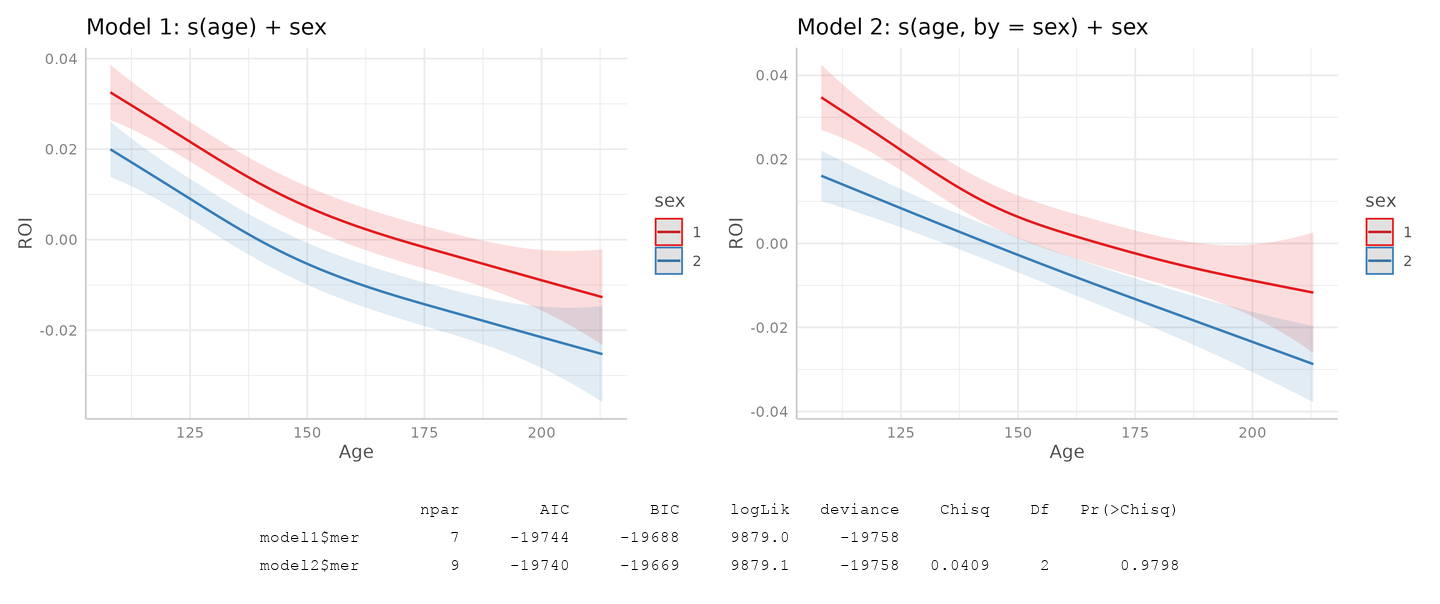 Model 1: s(age) + sex
0.04
0.02
0.00
-0.02
ROI
125 150 175 200
Age
sex
1
2
Model 2: s(age, by = sex) + sex
0.04
0.02
0.00
-0.02
-0.04
ROI
125 150 175 200
Age
sex
1
2
npar AIC BIC logLik deviance Chisq Df Pr(>Chisq)
model1$mer 7 -19744 -19688 9879.0 -19758
model2$mer 9 -19740 -19669 9879.1 -19758 0.0409 2 0.9798